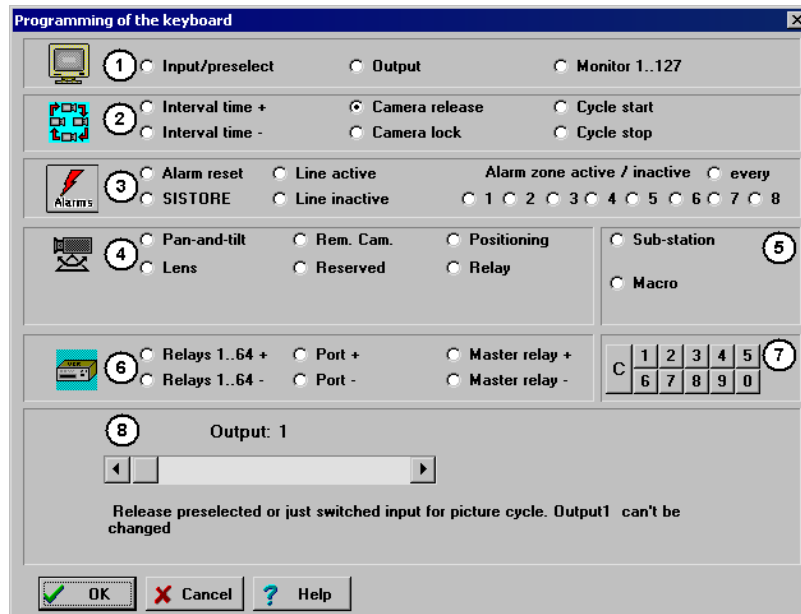 Programming of the keyboard
1 Input/preselect Output Monitor 1..127
2 Interval time + Camera release Cycle start
Interval time - Camera lock Cycle stop
Alarms 3 Alarm reset Line active Alarm zone active / inactive every
SISTORE Line inactive 1 2 3 4 5 6 7 8
4 Pan-and-tilt Rem. Cam. Positioning
Lens Reserved Relay
Sub-station 5
Macro
VCR 6 Relays 1..64 + Port + Master relay +
Relays 1..64 - Port - Master relay -
C 1 2 3 4 5 7
6 7 8 9 0
8 Output: 1
Release preselected or just switched input for picture cycle. Output1 can't be
changed
OK Cancel ? Help